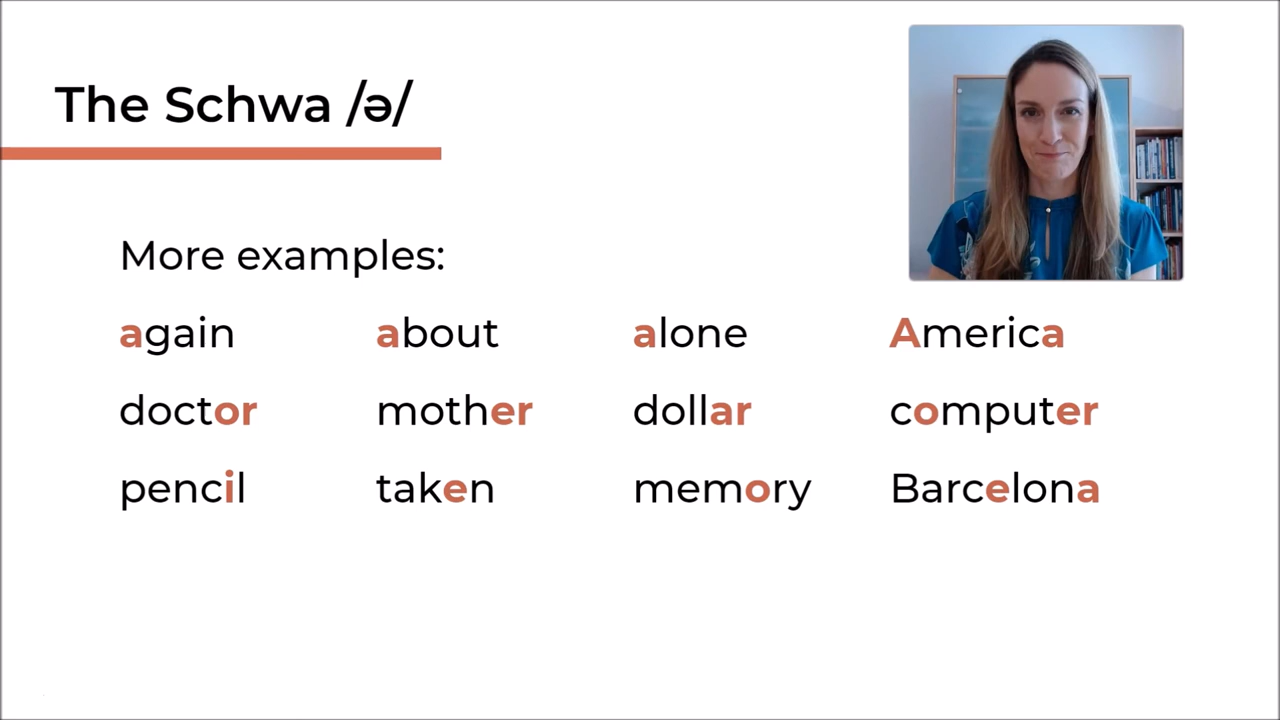 The Schwa /ə/
More examples:
again about alone America
doctor mother dollar computer
pencil taken memory Barcelona